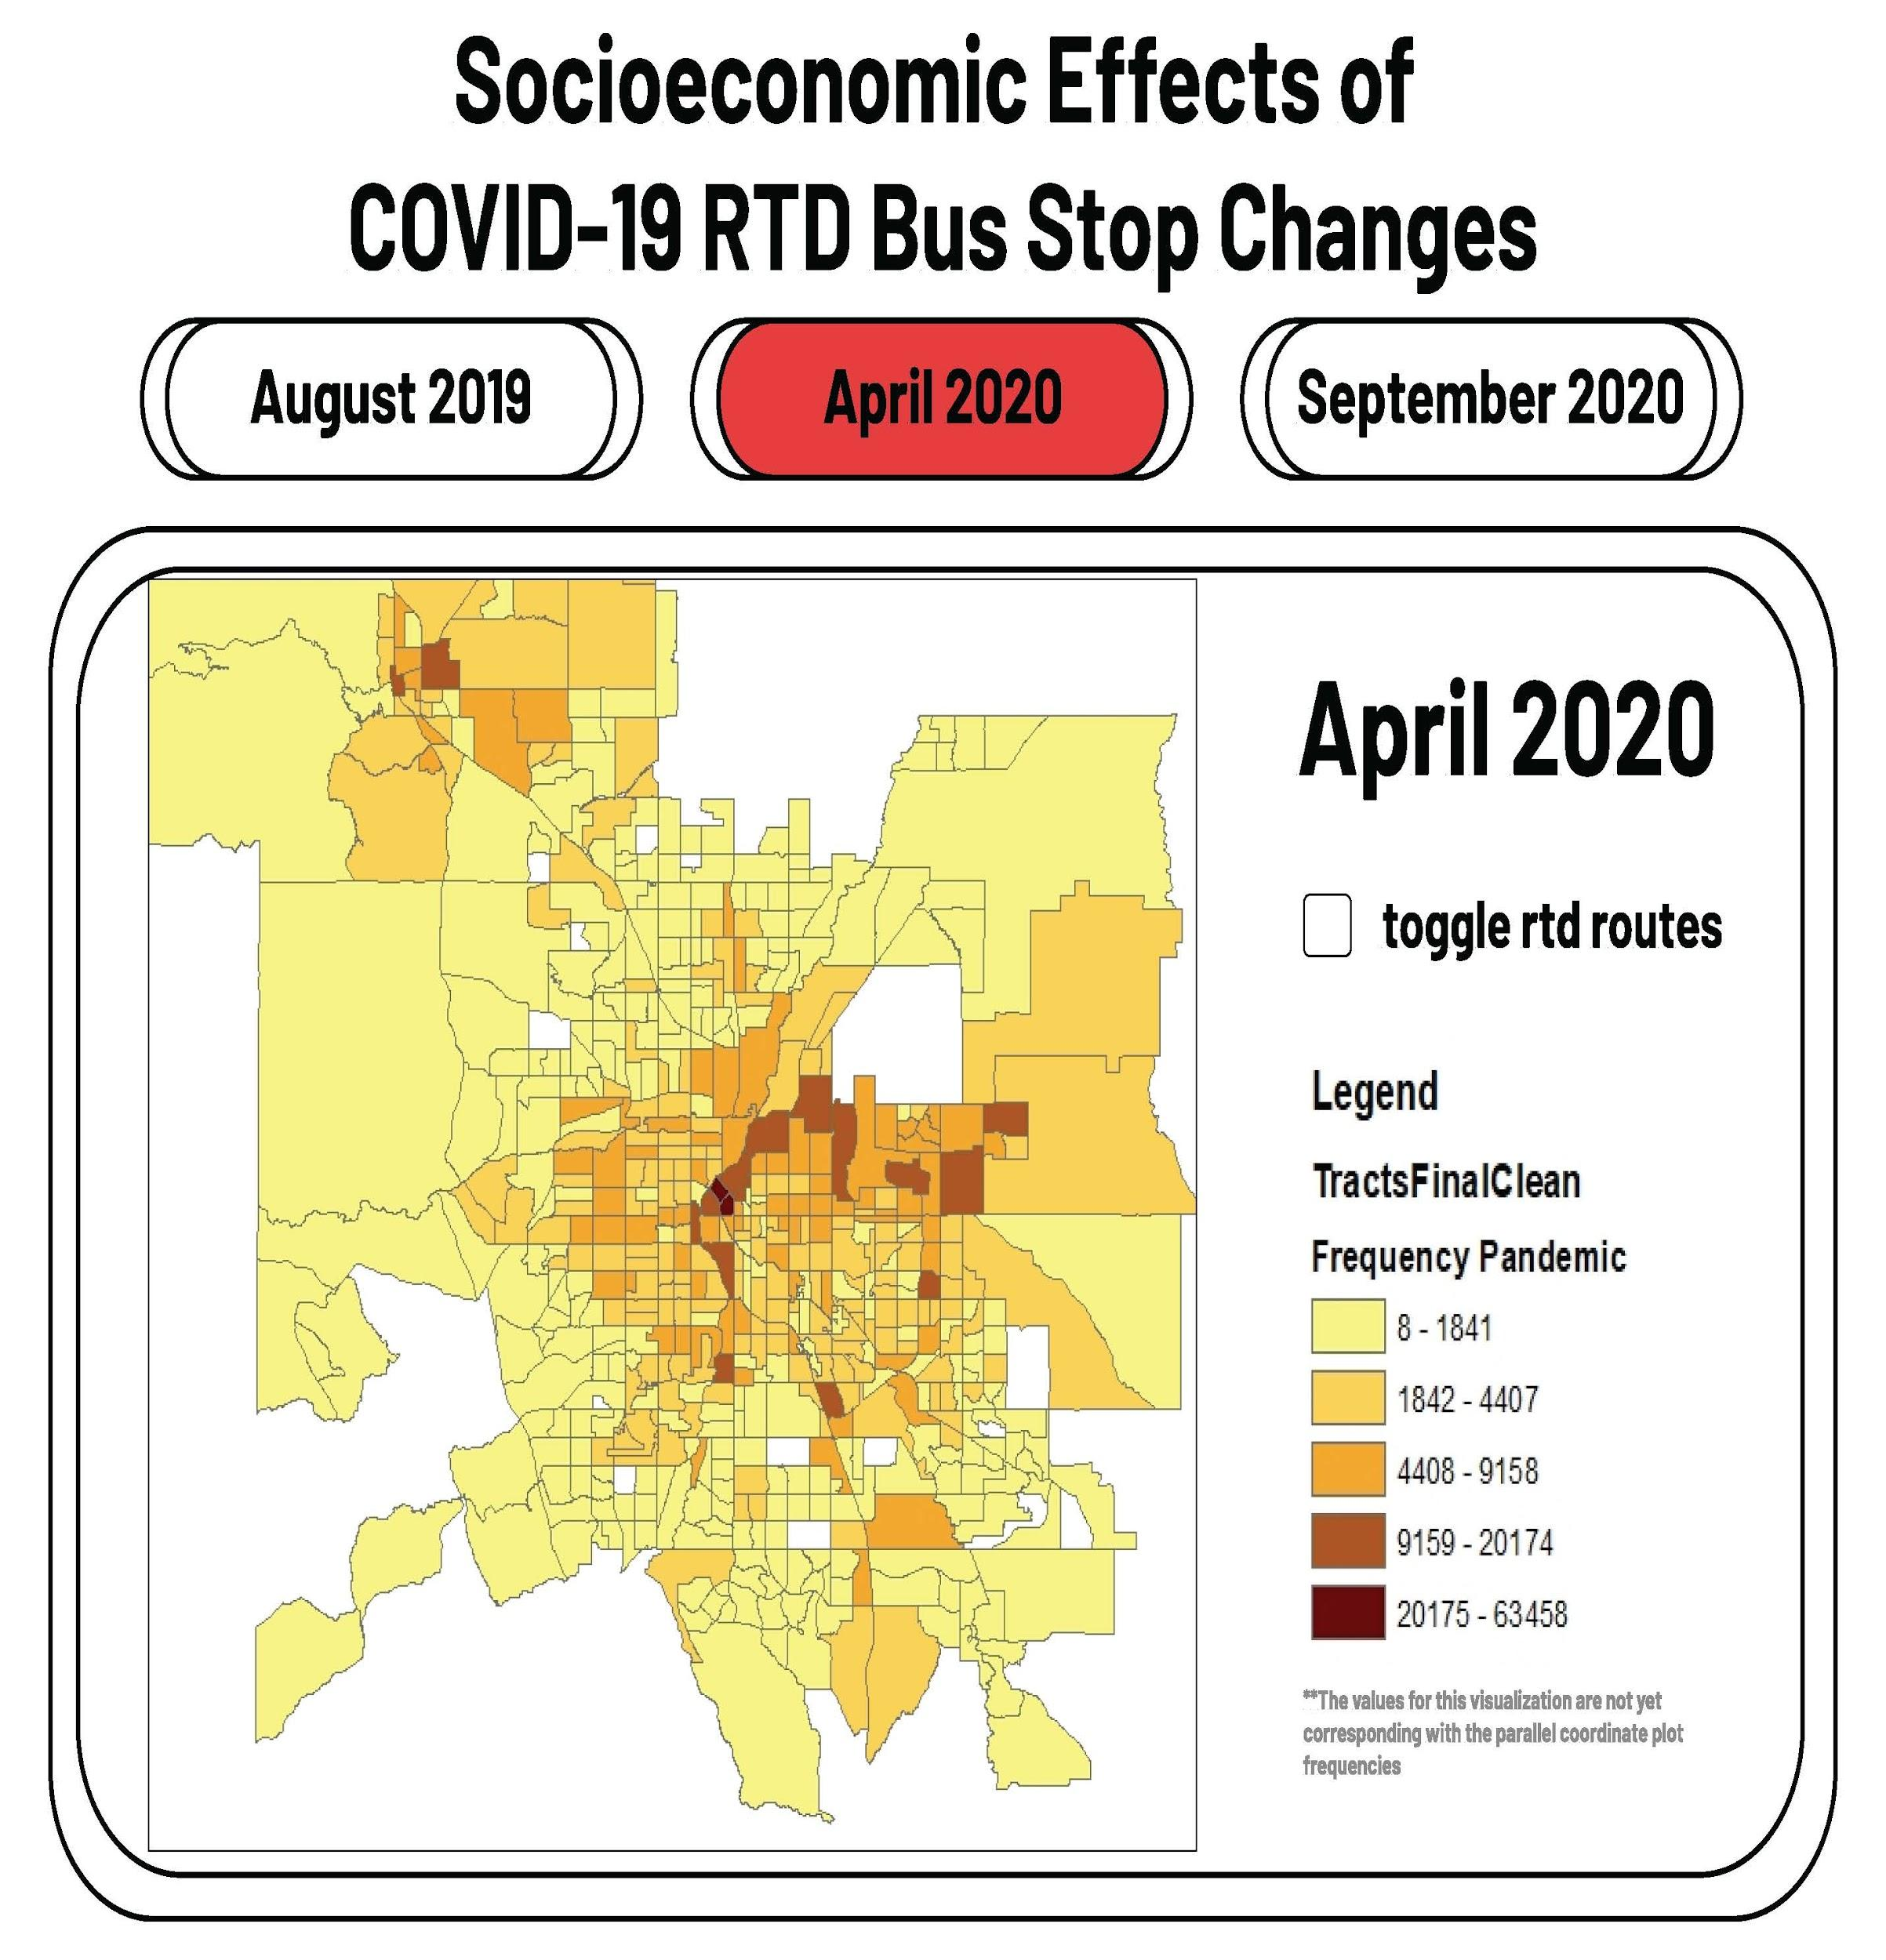 Socioeconomic Effects of
COVID-19 RTD Bus Stop Changes
August 2019
April 2020
September 2020
April 2020
toggle rtd routes
Legend
TractsFinalClean
Frequency Pandemic
8 - 1841
1842 - 4407
4408 - 9158
9159 - 20174
20175 - 63458
**The values for this visualization are not yet
corresponding with the parallel coordinate plot
frequencies